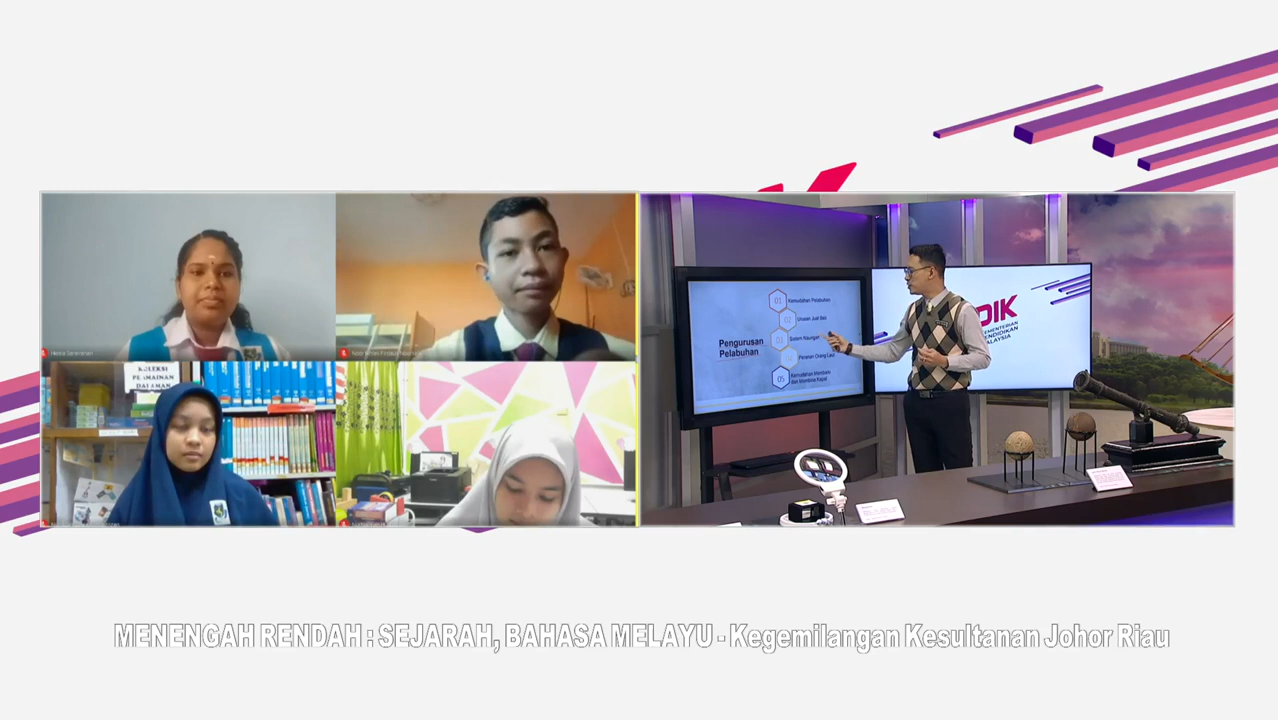 KOLEKSI
PERMAINAN
DALAMAN
Pengurusan
Pelabuhan
01 Kemudahan Pelabuhan
02 Urusan Jual Beli
03 Sistem Naungan
Peranan Orang Laut
05 Kemudahan Membaiki
dan Membina Kapal
DIK
KEMENTERIAN
PENDIDIKAN
MALAYSIA
MENENGAH RENDAH : SEJARAH, BAHASA MELAYU - Kegemilangan Kesultanan Johor Riau